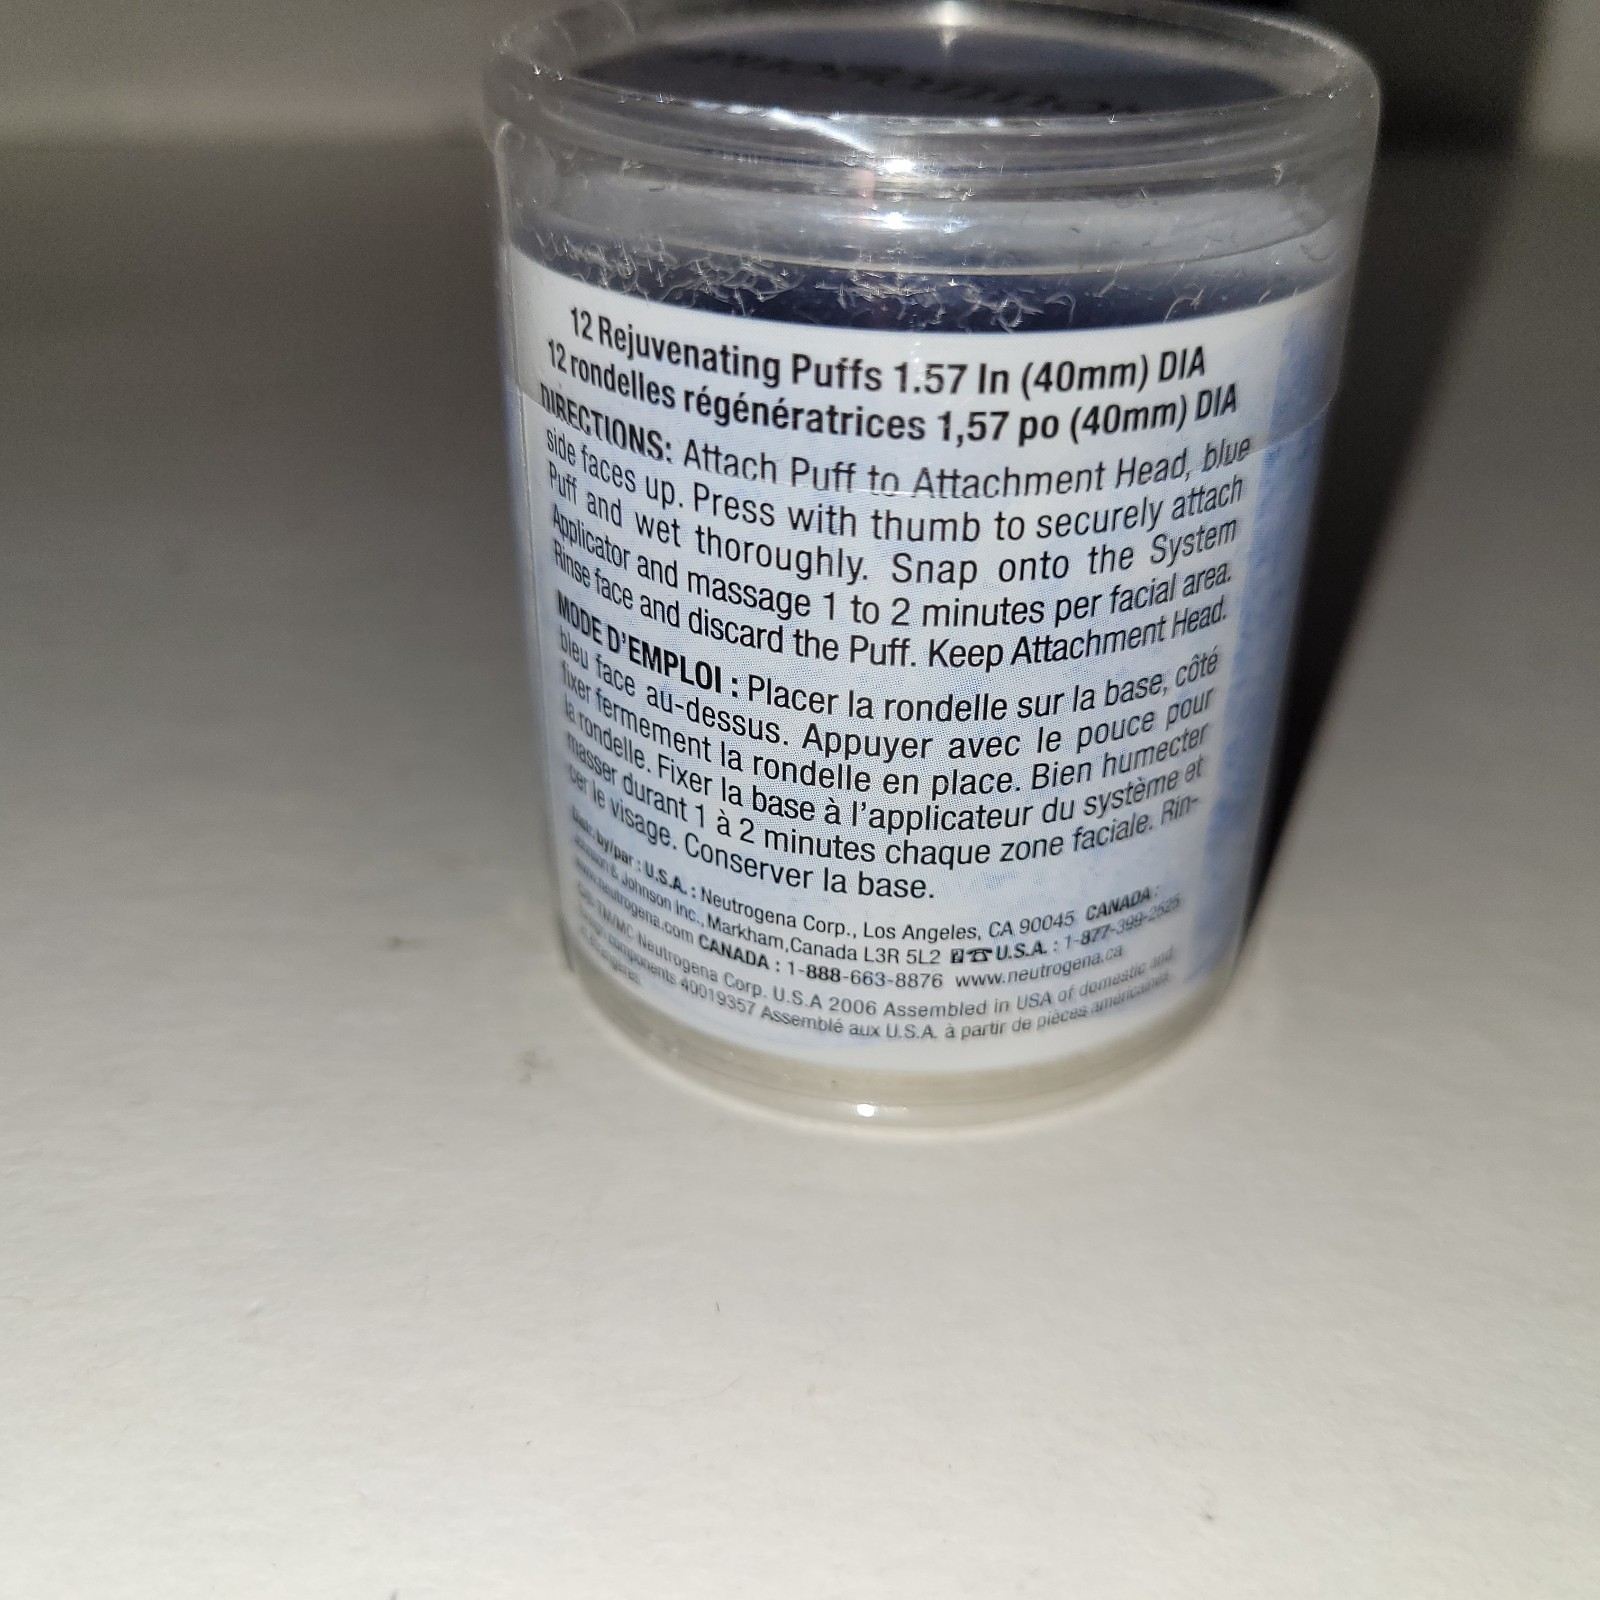 12 Rejuvenating Puffs 1.57 In (40mm) DIA
12 rondelles régénératrices 1,57 po (40mm) DIA
DIRECTIONS: Attach Puff to Attachment Head, blue
side faces up. Press with thumb to securely attach
Puff and wet thoroughly. Snap onto the System
Applicator and massage 1 to 2 minutes per facial area.
Rinse face and discard the Puff. Keep Attachment Head.
MODE D'EMPLOI : Placer la rondelle sur la base, côté
bleu face au-dessus. Appuyer avec le pouce pour
fixer fermement la rondelle en place. Bien humecter
la rondelle. Fixer la base à l'applicateur du système et
masser durant 1 à 2 minutes chaque zone faciale. Rin-
cer le visage. Conserver la base.
by/par : U.S.A. : Neutrogena Corp., Los Angeles, CA 90045 CANADA :
Johnson & Johnson Inc., Markham, Canada L3R 5L2 U.S.A. : 1-877-399-2525
www.neutrogena.com CANADA : 1-888-663-8876 www.neutrogena.ca
TM/MC Neutrogena Corp. U.S.A 2006 Assembled in USA of domestic and
components 40019357 Assemblé aux U.S.A. à partir de pièces américaines